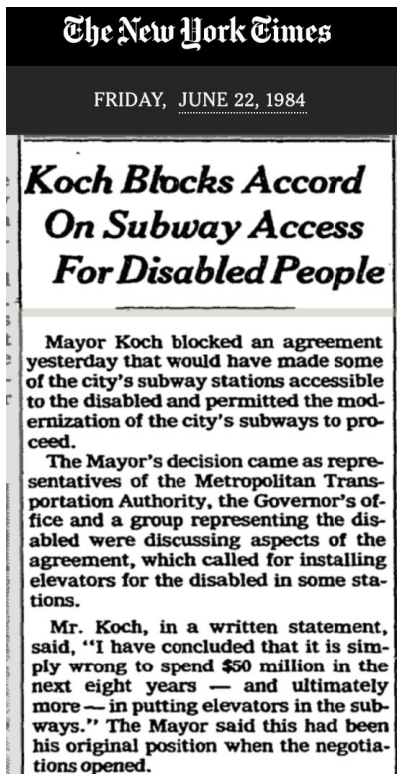 The New York Times
FRIDAY, JUNE 22, 1984
Koch Blocks Accord
On Subway Access
For Disabled People
Mayor Koch blocked an agreement
yesterday that would have made some
of the city's subway stations accessible
to the disabled and permitted the mod-
ernization of the city's subways to pro-
ceed.
The Mayor's decision came as repre-
sentatives of the Metropolitan Trans-
portation Authority, the Governor's of-
fice and a group representing the dis-
abled were discussing aspects of the
agreement, which called for installing
elevators for the disabled in some sta-
tions.
Mr. Koch, in a written statement,
said, "I have concluded that it is sim-
ply wrong to spend $50 million in the
next eight years — and ultimately
more — in putting elevators in the sub-
ways." The Mayor said this had been
his original position when the negotia-
tions opened.